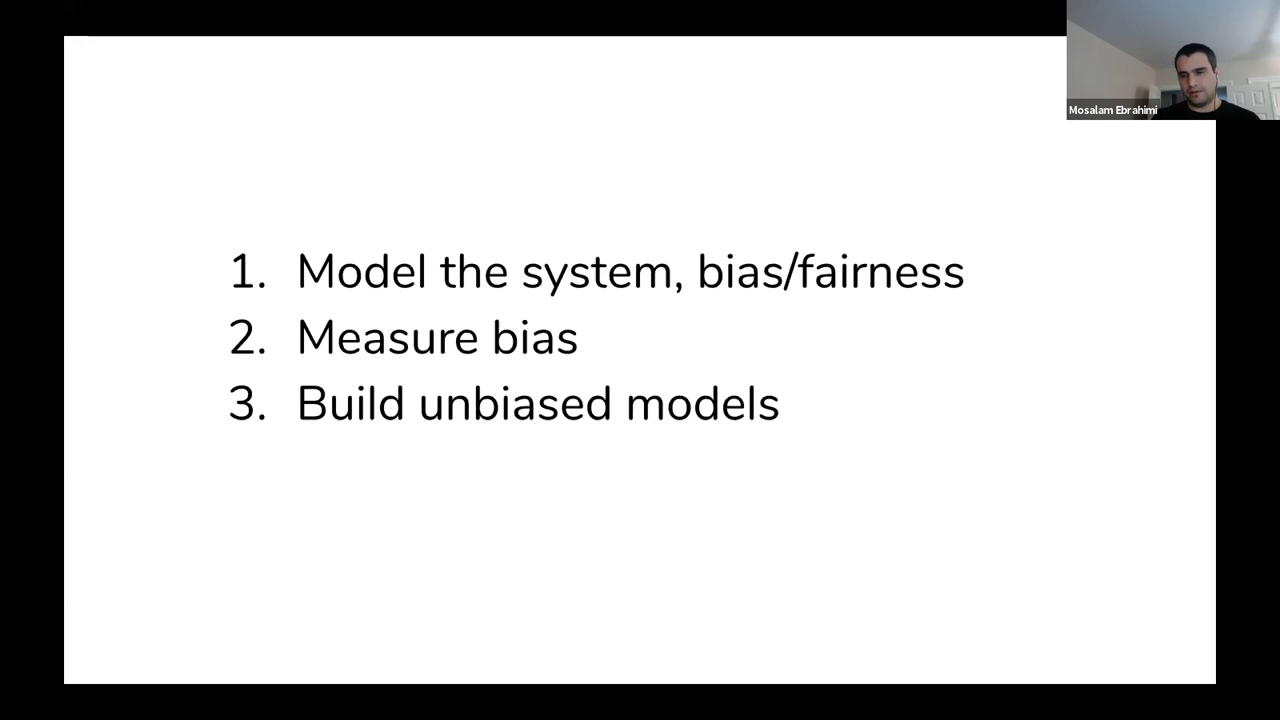 Mosalam Ebrahimi
1. Model the system, bias/fairness
2. Measure bias
3. Build unbiased models